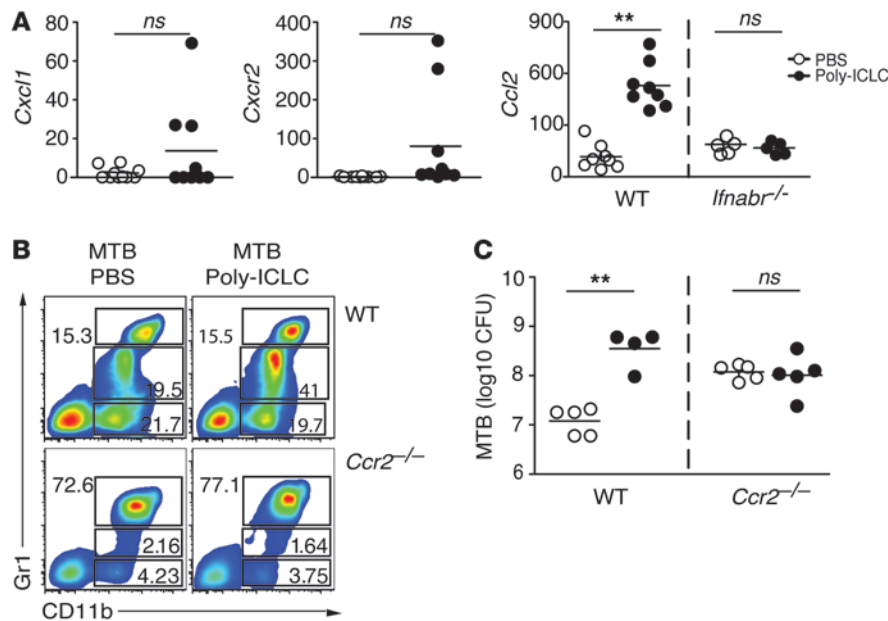 A
Cxcl1
80
60
40
20
0
ns
Cxcr2
400
300
200
100
0
ns
Ccl2
900
600
100
0
**
ns
WT
Ifnabr-/-
PBS
Poly-ICLC
B
MTB
PBS
MTB
Poly-ICLC
WT
15.3
19.5
21.7
15.5
41
19.7
Ccr2-/-
72.6
2.16
4.23
77.1
1.64
3.75
Gr1
CD11b
C
MTB (log10 CFU)
10
9
8
7
6
**
ns
WT
Ccr2-/-